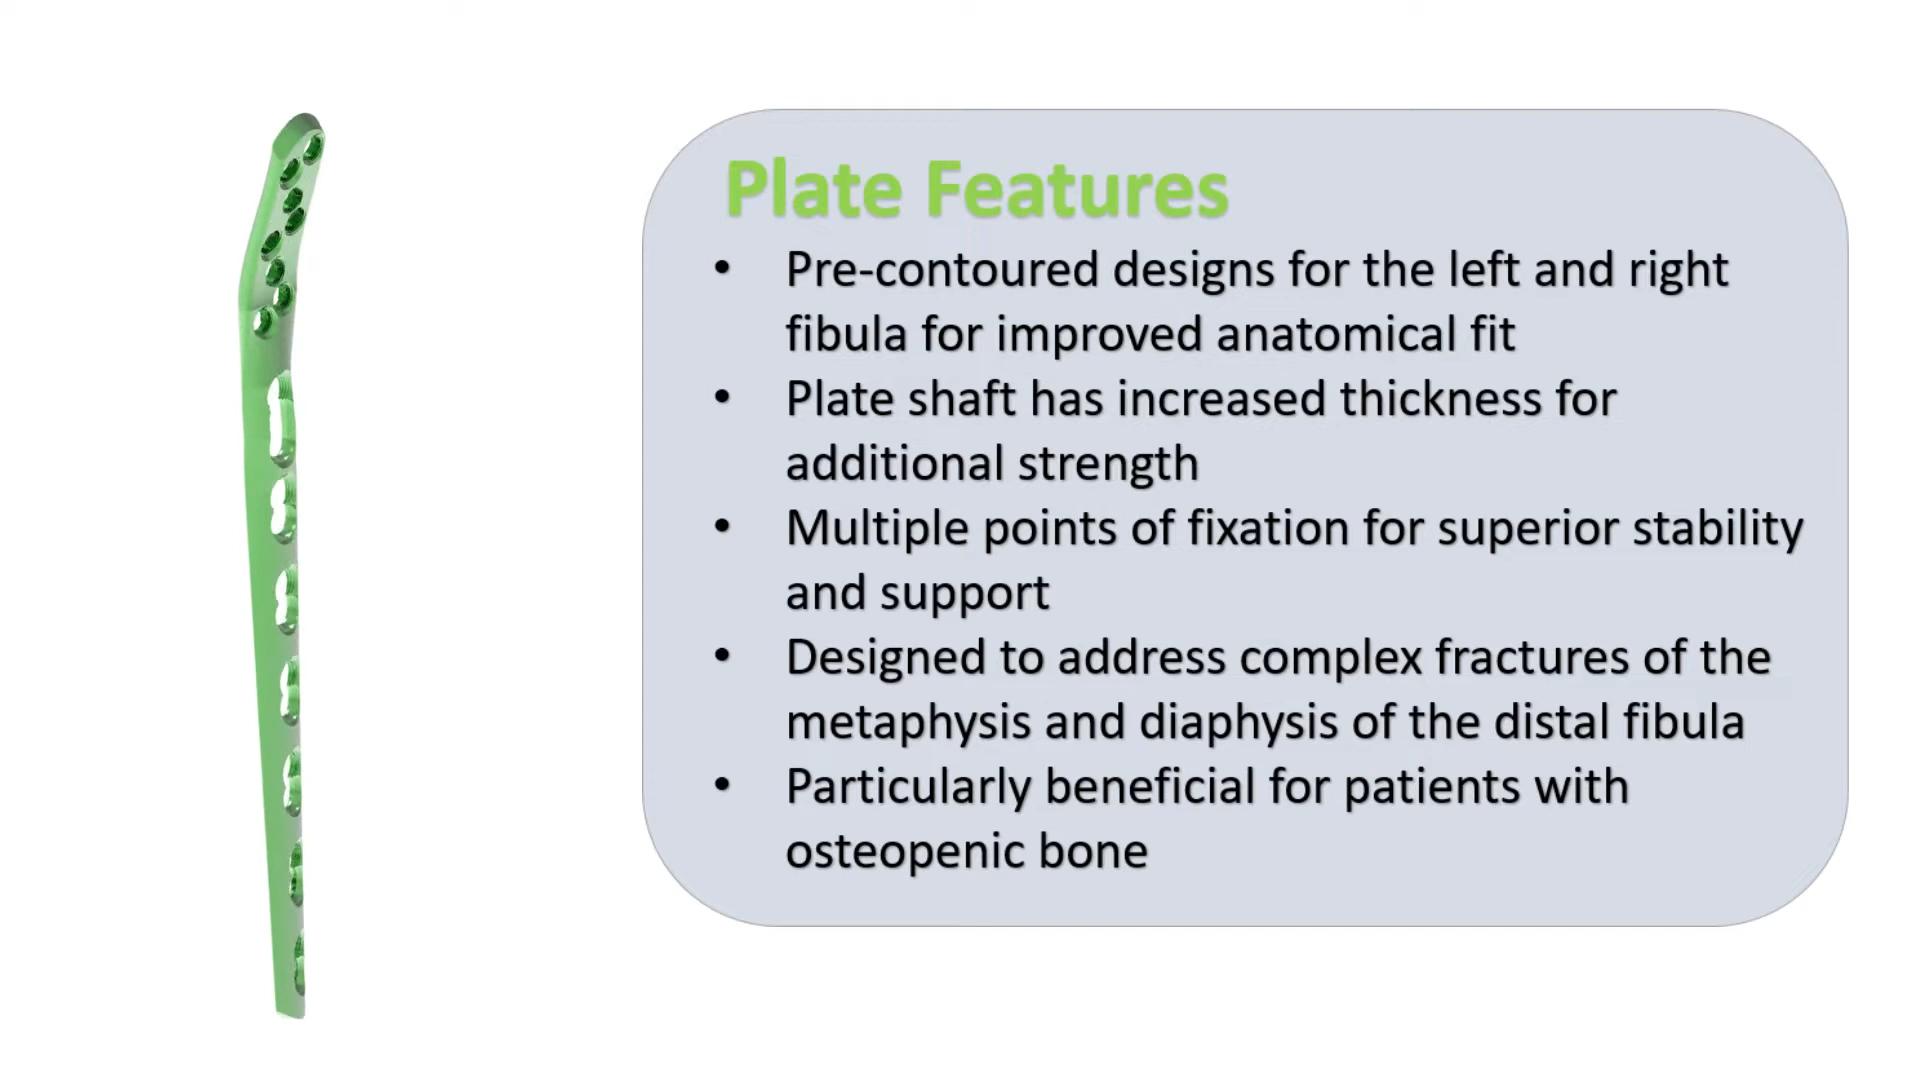 Plate Features
• Pre-contoured designs for the left and right
fibula for improved anatomical fit
• Plate shaft has increased thickness for
additional strength
• Multiple points of fixation for superior stability
and support
• Designed to address complex fractures of the
metaphysis and diaphysis of the distal fibula
• Particularly beneficial for patients with
osteopenic bone